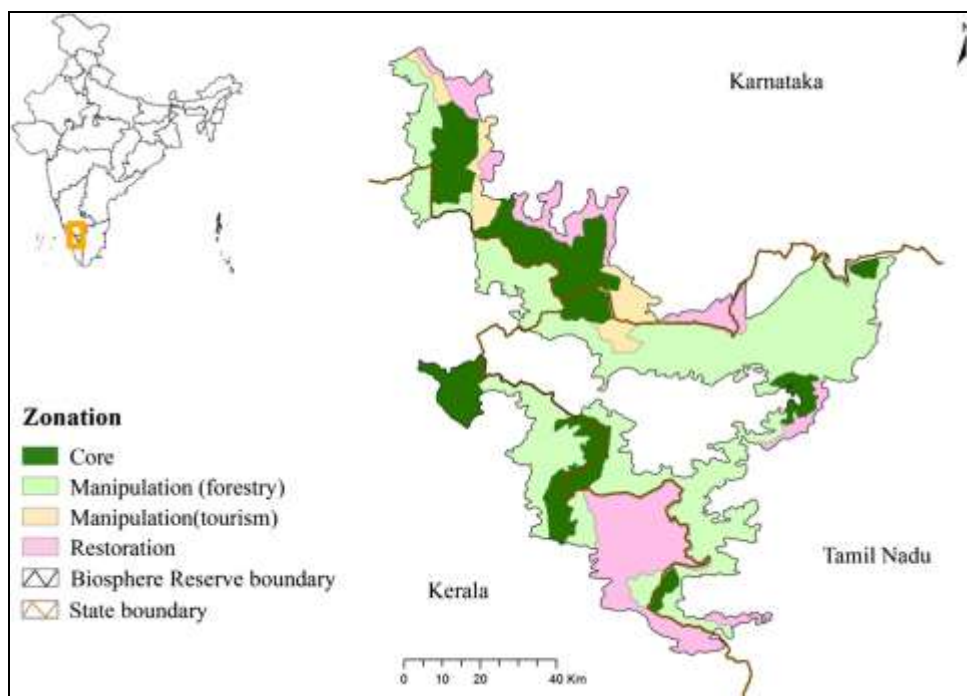 N
Karnataka
Zonation
Core
Manipulation (forestry)
Manipulation(tourism)
Restoration
Biosphere Reserve boundary
State boundary
Kerala
Tamil Nadu
0 10 20 40 Km